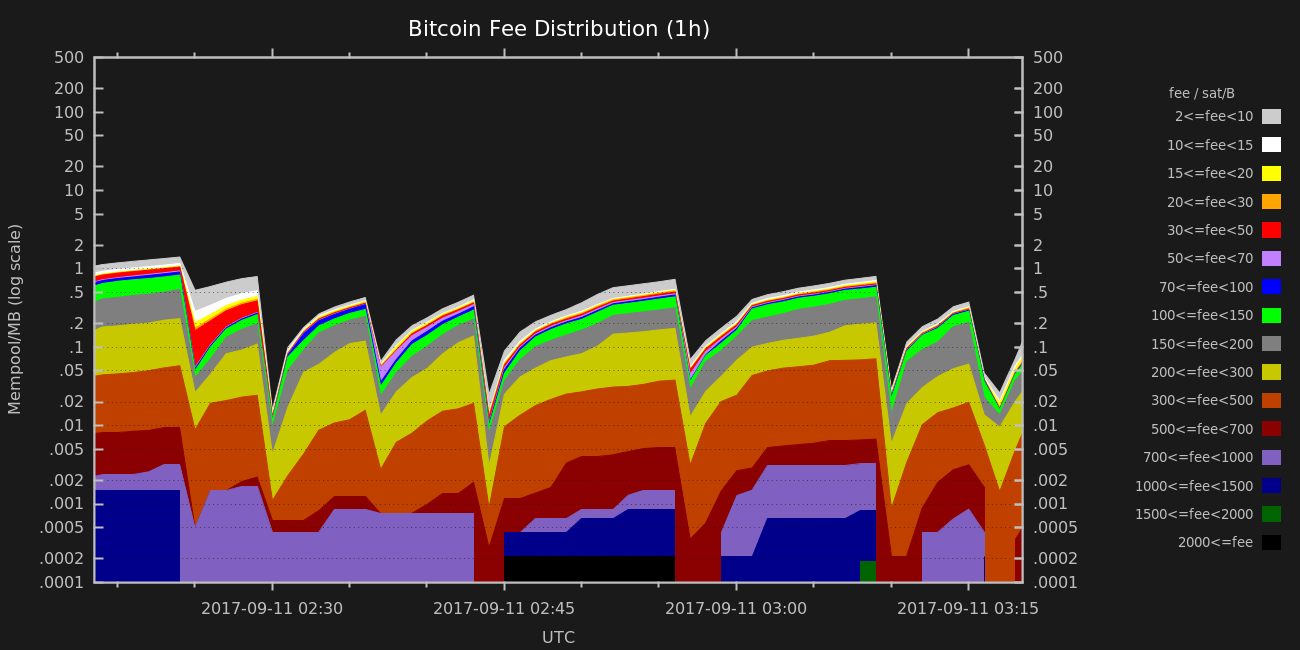 Bitcoin Fee Distribution (1h)
500 500
200 200
100 100
50 50
20 20
10 10
5 5
2 2
1 1
.5 .5
.2 .2
.1 .1
.05 .05
.02 .02
.01 .01
.005 .005
.002 .002
.001 .001
.0005 .0005
.0002 .0002
.0001 .0001
Mempool/MB (log scale)
2017-09-11 02:30 2017-09-11 02:45 2017-09-11 03:00 2017-09-11 03:15
UTC
fee / sat/B
2<=fee<10
10<=fee<15
15<=fee<20
20<=fee<30
30<=fee<50
50<=fee<70
70<=fee<100
100<=fee<150
150<=fee<200
200<=fee<300
300<=fee<500
500<=fee<700
700<=fee<1000
1000<=fee<1500
1500<=fee<2000
2000<=fee